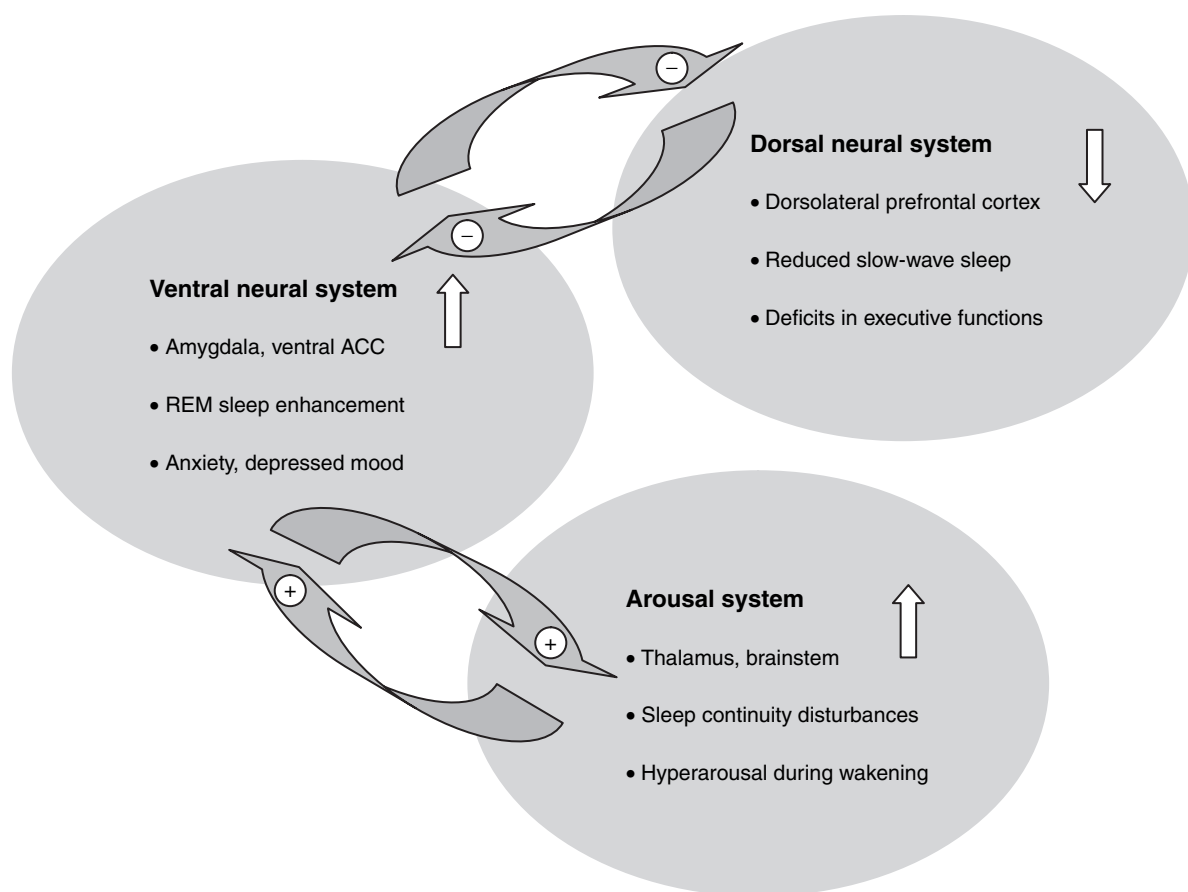 −
Dorsal neural system
• Dorsolateral prefrontal cortex
• Reduced slow-wave sleep
• Deficits in executive functions
−
Ventral neural system
• Amygdala, ventral ACC
• REM sleep enhancement
• Anxiety, depressed mood
+
+
Arousal system
• Thalamus, brainstem
• Sleep continuity disturbances
• Hyperarousal during wakening